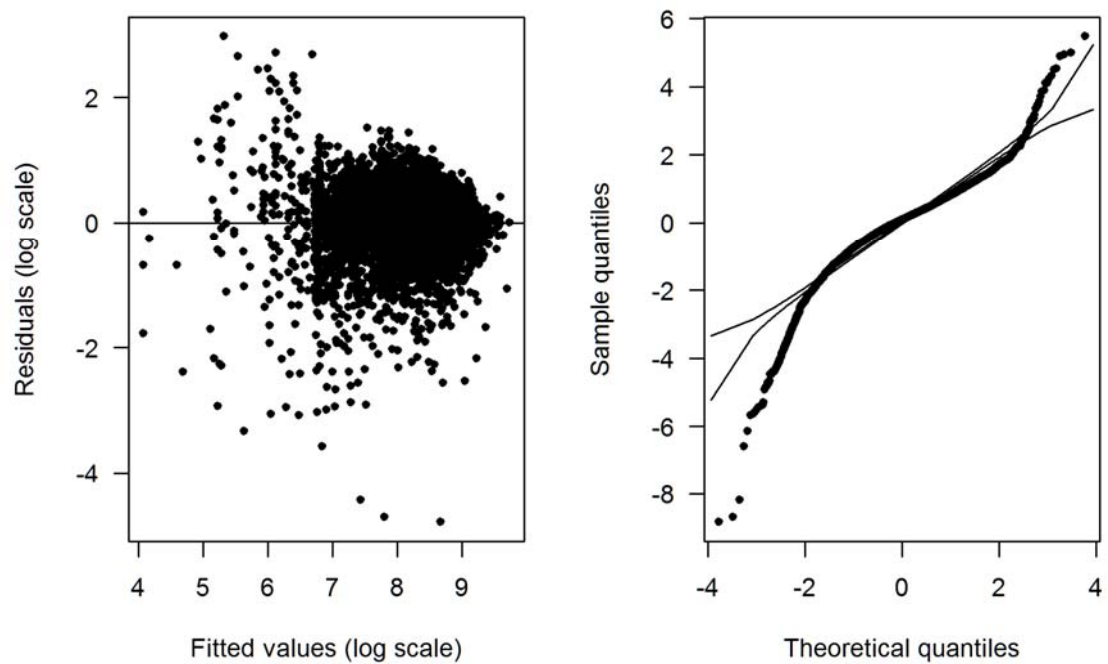 Residuals (log scale)
2
0
-2
-4
4 5 6 7 8 9
Fitted values (log scale)
Sample quantiles
6
4
2
0
-2
-4
-6
-8
-4 -2 0 2 4
Theoretical quantiles